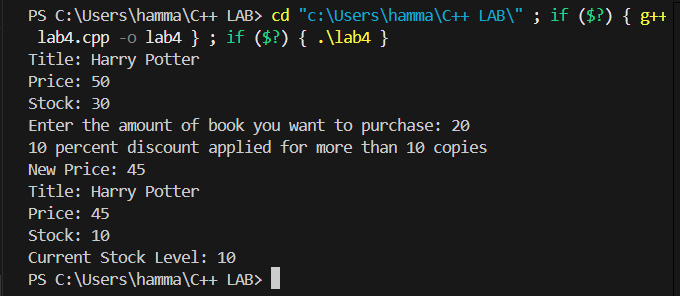 PS C:\Users\hamma\C++ LAB> cd "c:\Users\hamma\C++ LAB\" ; if ($?) { g++
lab4.cpp -o lab4 } ; if ($?) { .\lab4 }
Title: Harry Potter
Price: 50
Stock: 30
Enter the amount of book you want to purchase: 20
10 percent discount applied for more than 10 copies
New Price: 45
Title: Harry Potter
Price: 45
Stock: 10
Current Stock Level: 10
PS C:\Users\hamma\C++ LAB>